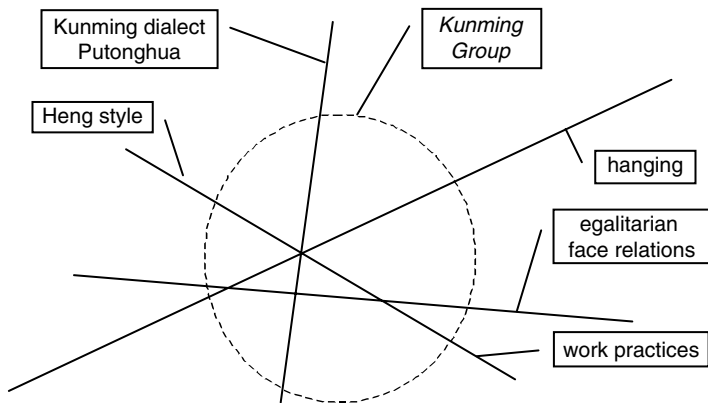 Kunming dialect
Putonghua
Kunming
Group
Heng style
hanging
egalitarian
face relations
work practices